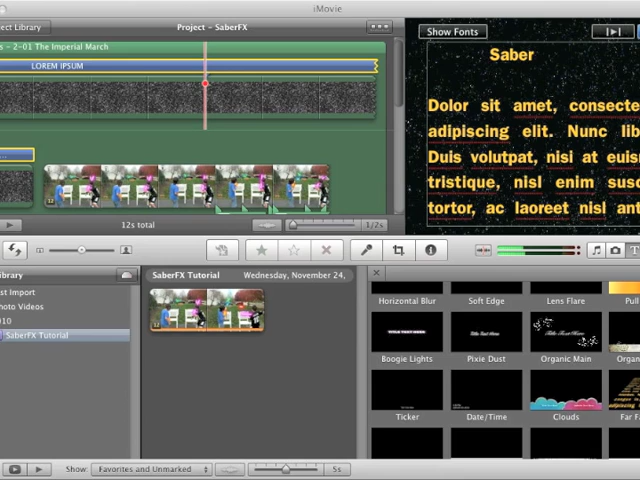 iMovie
ect Library
Project - SaberFX
s - 2-01 The Imperial March
LOREM IPSUM
12s total
1/2s
Show Fonts
Saber
Dolor sit amet, consecte
adipiscing elit. Nunc lib
Duis volutpat, nisi at euis
tristique, nisl enim susc
tortor, ac laoreet nisl ant
ibrary
st Import
hoto Videos
010
SaberFX Tutorial
SaberFX Tutorial
Wednesday, November 24,
Horizontal Blur
Soft Edge
Lens Flare
Pull
Boogie Lights
Pixie Dust
Organic Main
Organ
Ticker
Date/Time
Clouds
Far F
Show:
Favorites and Unmarked
5s